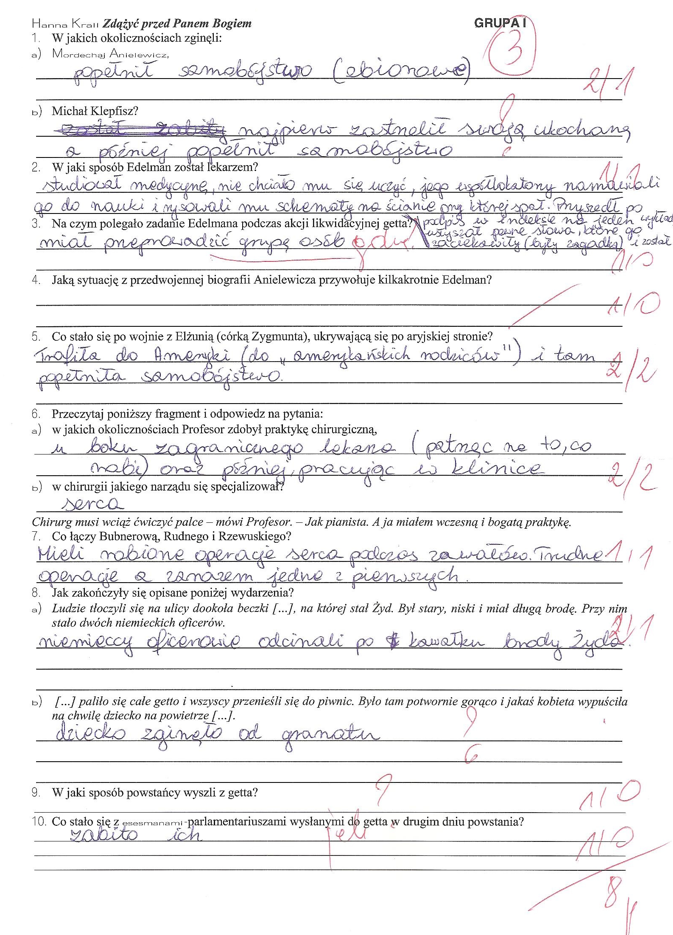 Hanna Krall Zdążyć przed Panem Bogiem GRUPA I
3
1. W jakich okolicznościach zginęli:
a) Mordechaj Anielewicz,
popełnił samobójstwo (zbiorowe)
2/1
b) Michał Klepfisz?
został zabity najpierw zastrzelił swoją ukochaną
a później popełnił samobójstwo
2. W jaki sposób Edelman został lekarzem?
1/1
studiował medycynę, nie chciało mu się uczyć, jego współlokatorzy namawiali
go do nauki i rysowali mu schematy na ścianie przy której spał. Przyszedł po
podpis w indeksie na jeden wykład
usłyszał pewne słowa, które go
zaciekawiły (były zagadką) i został
3. Na czym polegało zadanie Edelmana podczas akcji likwidacyjnej getta?
miał przeprowadzić grupę osób gdzie?
1/0
4. Jaką sytuację z przedwojennej biografii Anielewicza przywołuje kilkakrotnie Edelman?
1/0
5. Co stało się po wojnie z Elżunią (córką Zygmunta), ukrywającą się po aryjskiej stronie?
Trafiła do Ameryki (do „amerykańskich rodziców") i tam
popełniła samobójstwo.
2/2
6. Przeczytaj poniższy fragment i odpowiedz na pytania:
a) w jakich okolicznościach Profesor zdobył praktykę chirurgiczną,
u boku zagranicznego lekarza (patrząc na to, co
robi) oraz później, pracując w klinice
2/2
b) w chirurgii jakiego narządu się specjalizował?
serca
Chirurg musi wciąż ćwiczyć palce – mówi Profesor. – Jak pianista. A ja miałem wczesną i bogatą praktykę.
7. Co łączy Bubnerową, Rudnego i Rzewuskiego?
Mieli robione operacje serca podczas zawałów. Trudne
1/1
operacje a zarazem jedne z pierwszych.
8. Jak zakończyły się opisane poniżej wydarzenia?
a) Ludzie tłoczyli się na ulicy dookoła beczki [...], na której stał Żyd. Był stary, niski i miał długą brodę. Przy nim
stało dwóch niemieckich oficerów.
2/1
niemieccy oficerowie odcinali po kawałku brody Żyda.
b) [...] paliło się całe getto i wszyscy przenieśli się do piwnic. Było tam potwornie gorąco i jakaś kobieta wypuściła
na chwilę dziecko na powietrze [...].
dziecko zginęło od granatu
9. W jaki sposób powstańcy wyszli z getta?
?
1/0
10. Co stało się z esesmanami-parlamentariuszami wysłanymi do getta w drugim dniu powstania?
zabito ich
1/0
8